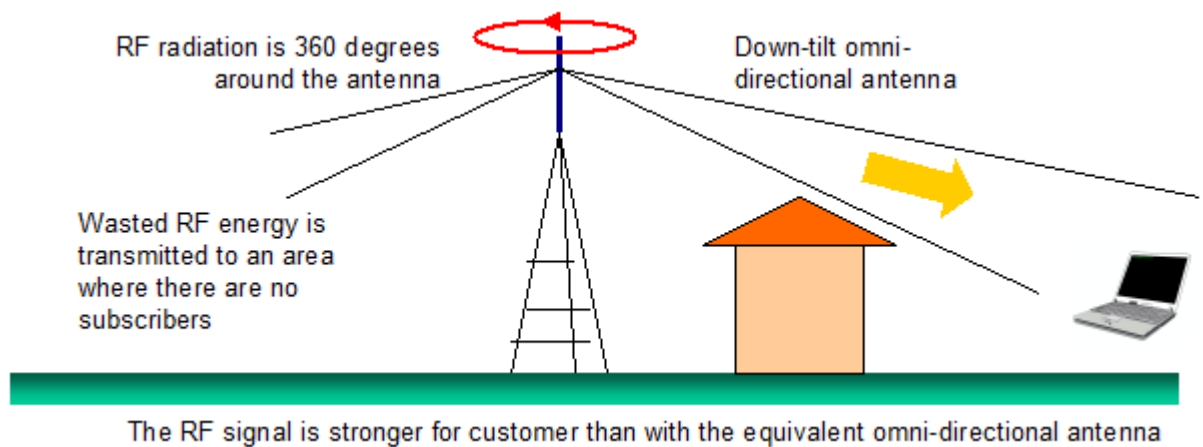 RF radiation is 360 degrees
around the antenna
Down-tilt omni-
directional antenna
Wasted RF energy is
transmitted to an area
where there are no
subscribers
The RF signal is stronger for customer than with the equivalent omni-directional antenna